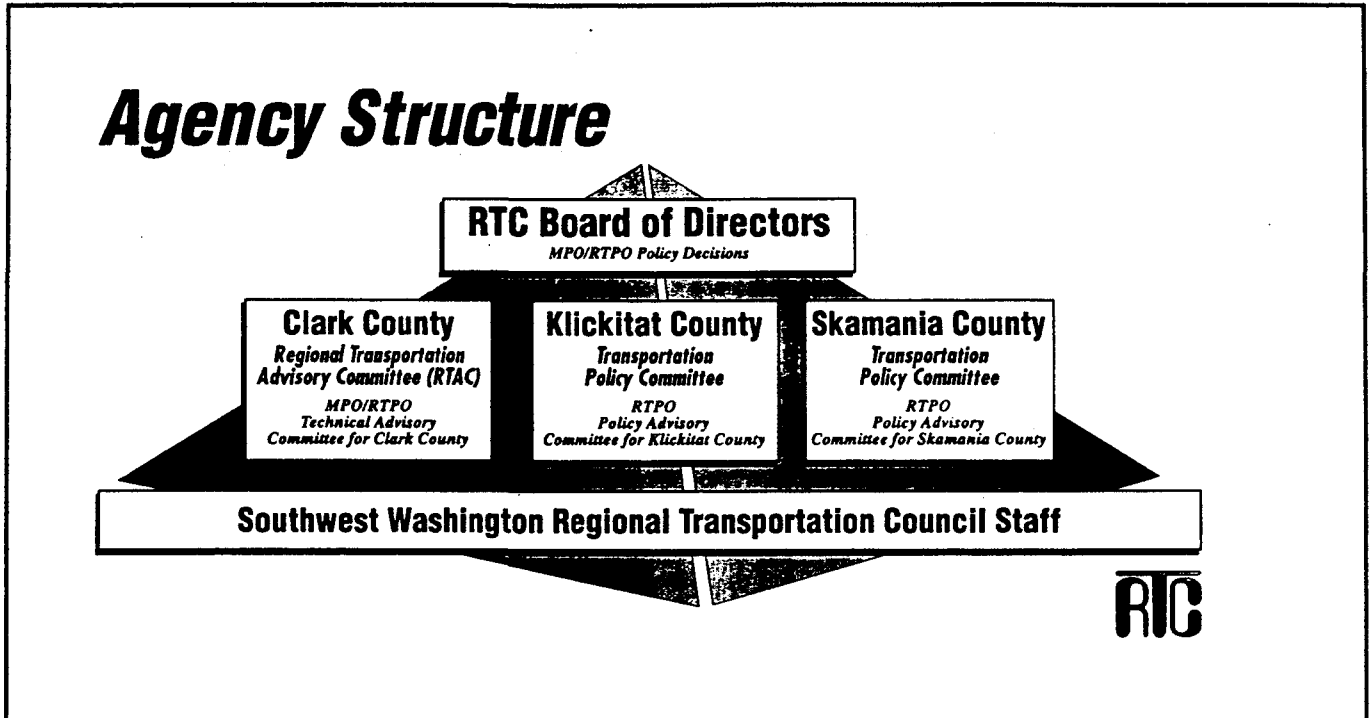 Agency Structure
RTC Board of Directors
MPO/RTPO Policy Decisions
Clark County
Regional Transportation
Advisory Committee (RTAC)
MPO/RTPO
Technical Advisory
Committee for Clark County
Klickitat County
Transportation
Policy Committee
RTPO
Policy Advisory
Committee for Klickitat County
Skamania County
Transportation
Policy Committee
RTPO
Policy Advisory
Committee for Skamania County
Southwest Washington Regional Transportation Council Staff
RTC